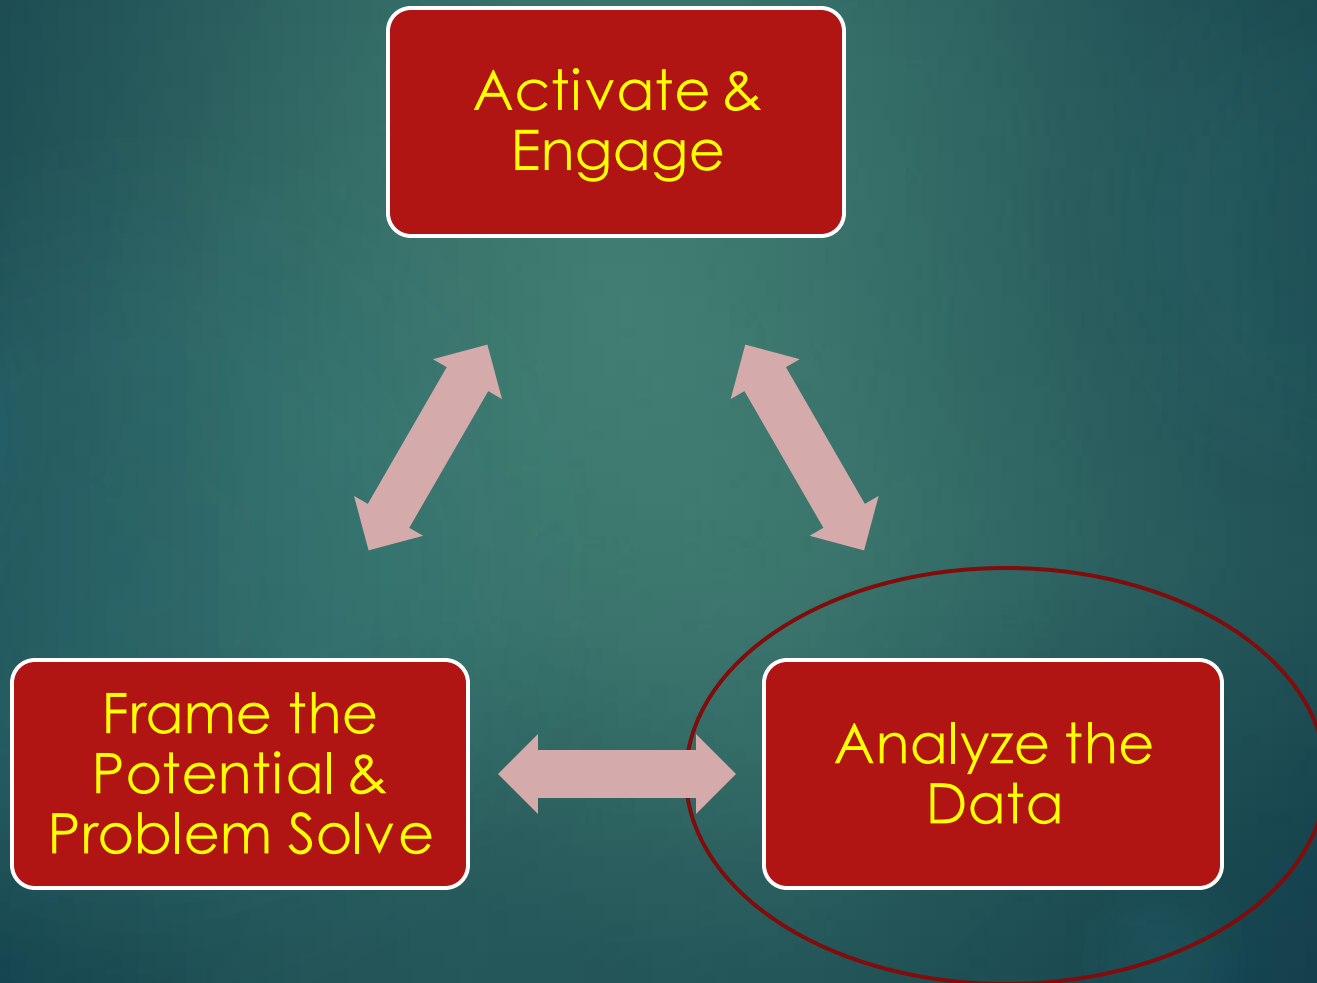 Activate &
Engage
Frame the
Potential &
Problem Solve
Analyze the
Data